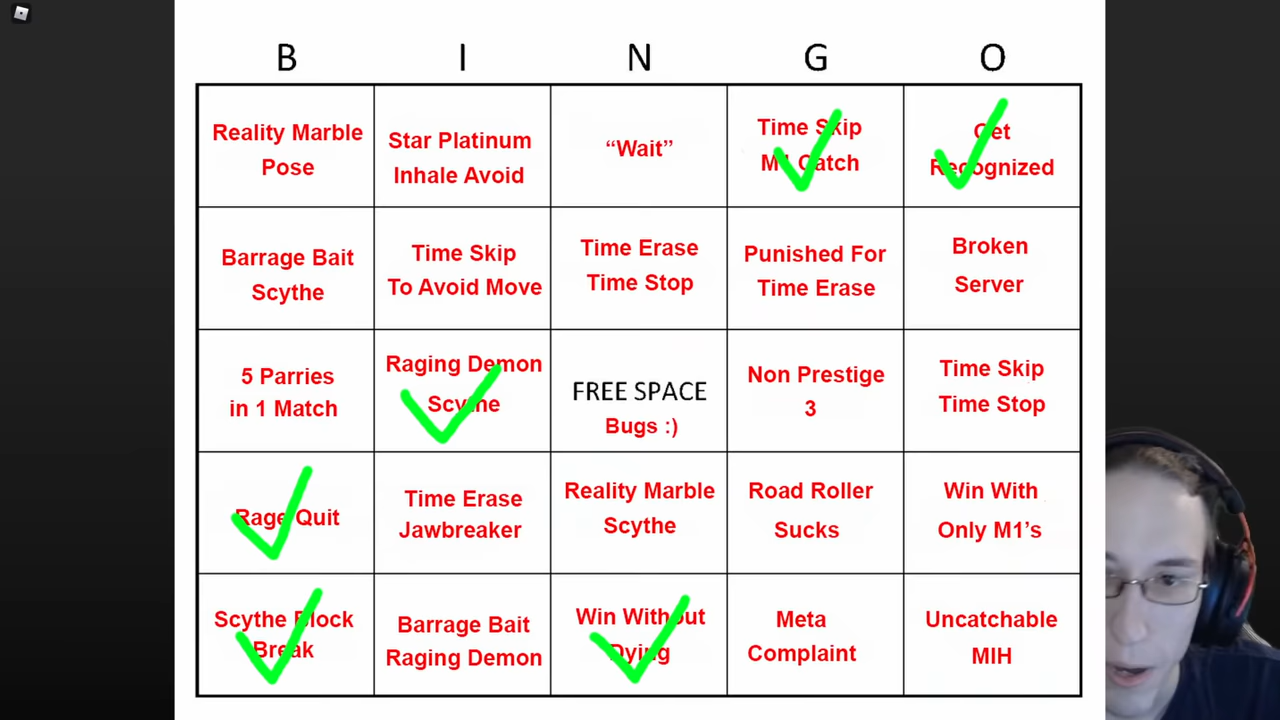 B I N G O
Reality Marble
Pose
Star Platinum
Inhale Avoid
“Wait”
Time Skip
M1 Catch
Get
Recognized
Barrage Bait
Scythe
Time Skip
To Avoid Move
Time Erase
Time Stop
Punished For
Time Erase
Broken
Server
5 Parries
in 1 Match
Raging Demon
Scythe
FREE SPACE
Bugs :)
Non Prestige
3
Time Skip
Time Stop
Rage Quit
Time Erase
Jawbreaker
Reality Marble
Scythe
Road Roller
Sucks
Win With
Only M1’s
Scythe Block
Break
Barrage Bait
Raging Demon
Win Without
Dying
Meta
Complaint
Uncatchable
MIH